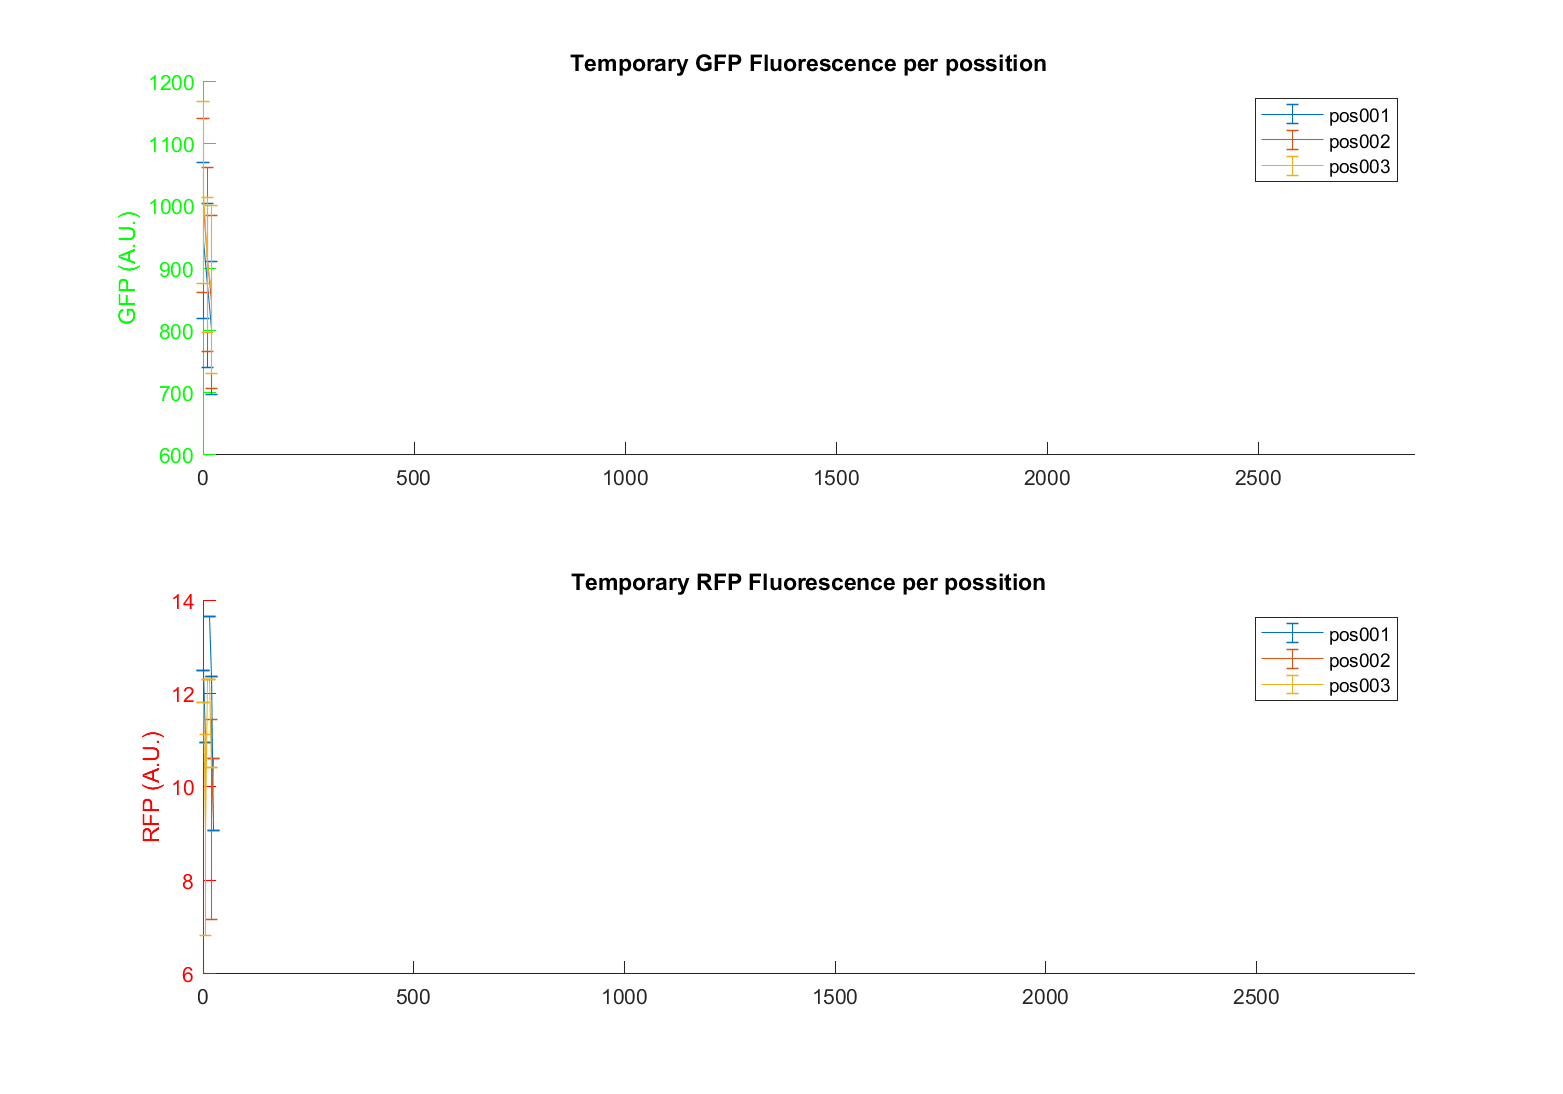 Temporary GFP Fluorescence per possition
1200
1100
1000
900
800
700
600
GFP (A.U.)
pos001
pos002
pos003
0 500 1000 1500 2000 2500
Temporary RFP Fluorescence per possition
14
12
10
8
6
RFP (A.U.)
pos001
pos002
pos003
0 500 1000 1500 2000 2500